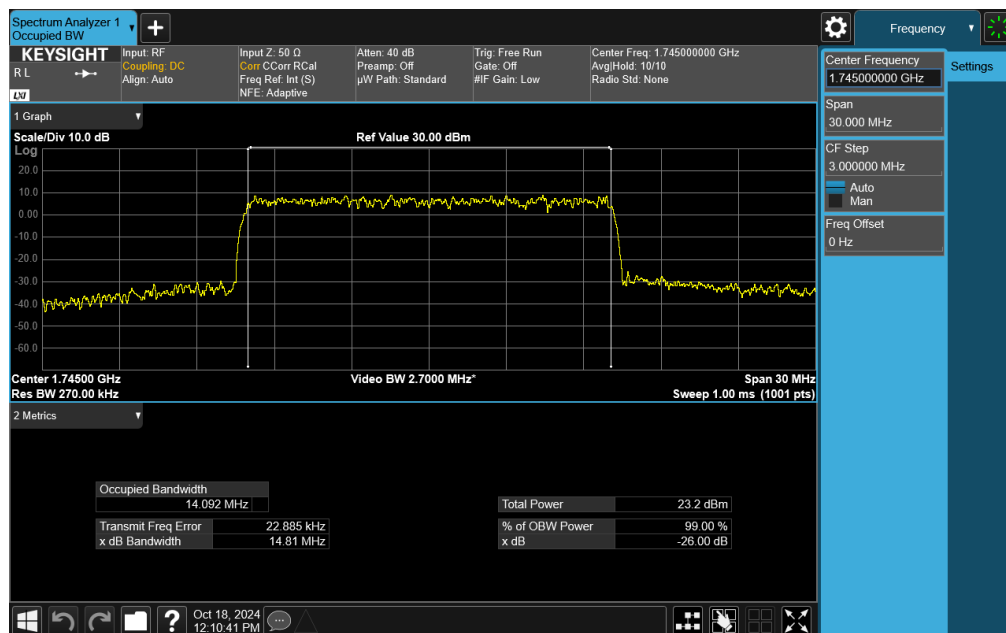 Spectrum Analyzer 1
Occupied BW
Frequency
KEYSIGHT
R L
LXI
Input: RF
Coupling: DC
Align: Auto
Input Z: 50 Ω
Corr CCorr RCal
Freq Ref: Int (S)
NFE: Adaptive
Atten: 40 dB
Preamp: Off
µW Path: Standard
Trig: Free Run
Gate: Off
#IF Gain: Low
Center Freq: 1.745000000 GHz
Avg|Hold: 10/10
Radio Std: None
Center Frequency
1.745000000 GHz
Settings
Span
30.000 MHz
CF Step
3.000000 MHz
Auto
Man
Freq Offset
0 Hz
1 Graph
Scale/Div 10.0 dB
Ref Value 30.00 dBm
Log
20.0
10.0
0.00
-10.0
-20.0
-30.0
-40.0
-50.0
-60.0
Center 1.74500 GHz
Video BW 2.7000 MHz*
Span 30 MHz
Res BW 270.00 kHz
Sweep 1.00 ms (1001 pts)
2 Metrics
Occupied Bandwidth
14.092 MHz
Total Power 23.2 dBm
Transmit Freq Error 22.885 kHz
% of OBW Power 99.00 %
x dB Bandwidth 14.81 MHz
x dB -26.00 dB
Oct 18, 2024
12:10:41 PM